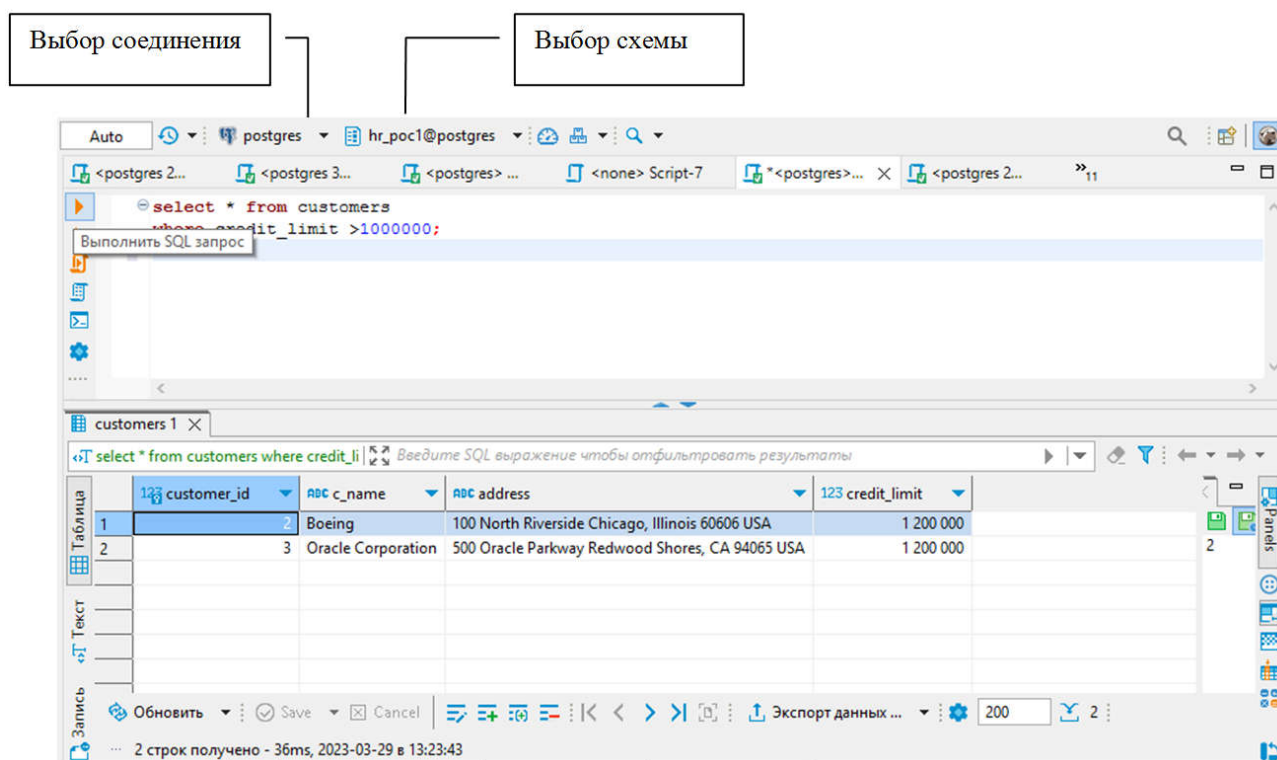 Выбор соединения
Выбор схемы
Auto postgres hr_poc1@postgres
<postgres 2... <postgres 3... <postgres> ... <none> Script-7 *<postgres>... <postgres 2... »11
select * from customers
where credit_limit >1000000;
Выполнить SQL запрос
customers 1
select * from customers where credit_li Введите SQL выражение чтобы отфильтровать результаты
Таблица
Текст
Запись
123 customer_id ABC c_name ABC address 123 credit_limit
1 2 Boeing 100 North Riverside Chicago, Illinois 60606 USA 1 200 000
2 3 Oracle Corporation 500 Oracle Parkway Redwood Shores, CA 94065 USA 1 200 000
2
Panels
Обновить Save Cancel Экспорт данных ... 200 2
... 2 строк получено - 36ms, 2023-03-29 в 13:23:43